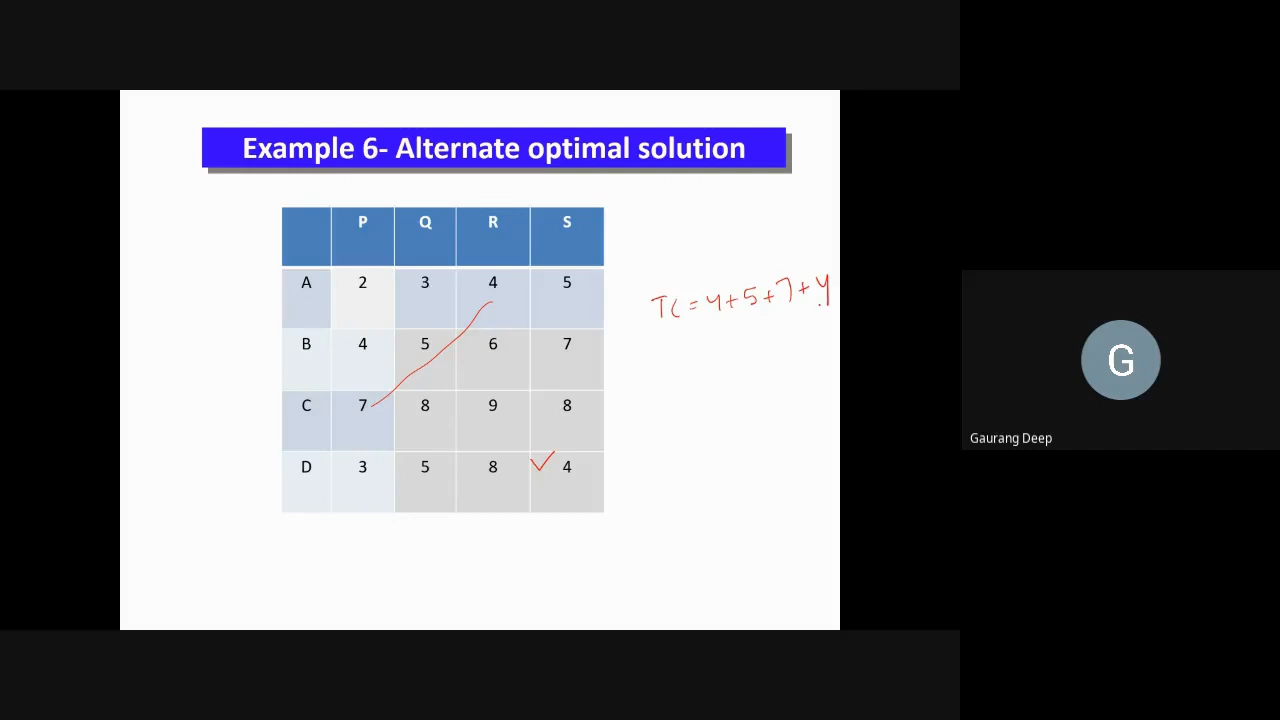 Example 6- Alternate optimal solution
P Q R S
A 2 3 4 5
B 4 5 6 7
C 7 8 9 8
D 3 5 8 4
TC = 4+5+7+4
G
Gaurang Deep